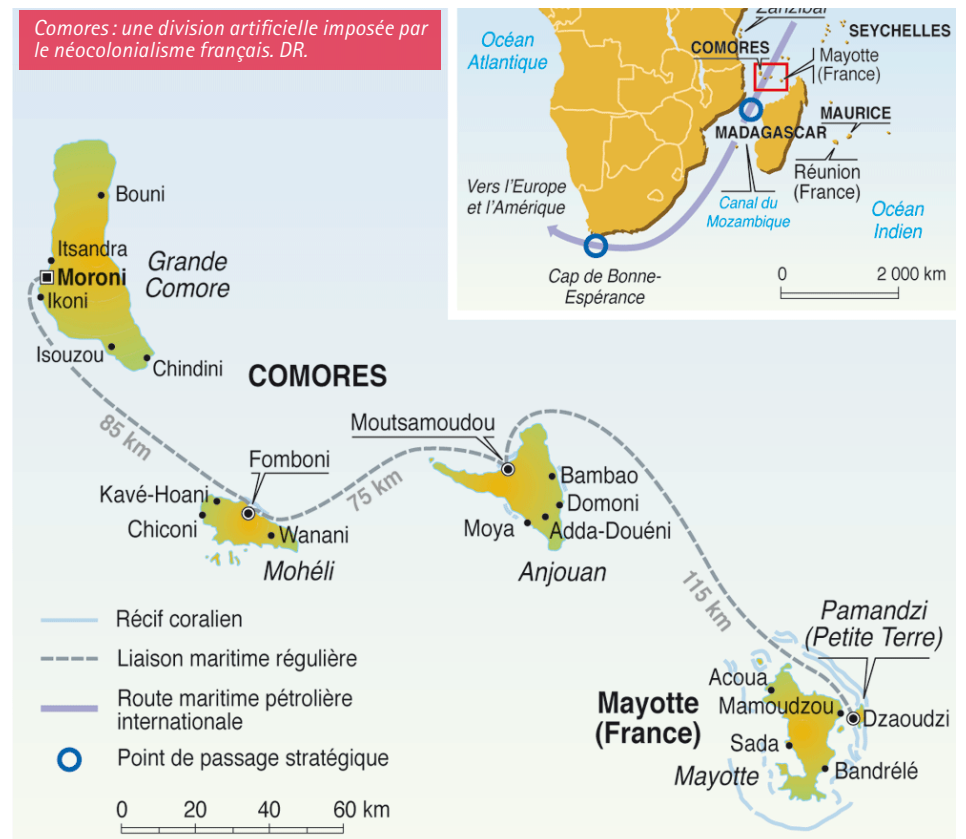 Comores : une division artificielle imposée par
le néocolonialisme français. DR.
Océan
Atlantique
Zanzibar
COMORES
SEYCHELLES
Mayotte
(France)
MADAGASCAR
MAURICE
Réunion
(France)
Vers l'Europe
et l'Amérique
Canal du
Mozambique
Océan
Indien
Cap de Bonne-
Espérance
0 2 000 km
Bouni
Itsandra
Moroni
Ikoni
Grande
Comore
Isouzou
Chindini
COMORES
85 km
Moutsamoudou
Fomboni
75 km
Kavé-Hoani
Chiconi
Wanani
Mohéli
Bambao
Domoni
Adda-Douéni
Moya
Anjouan
115 km
Pamandzi
(Petite Terre)
Acoua
Mamoudzou
Dzaoudzi
Mayotte
(France)
Sada
Mayotte
Bandrélé
Récif coralien
Liaison maritime régulière
Route maritime pétrolière
internationale
Point de passage stratégique
0 20 40 60 km